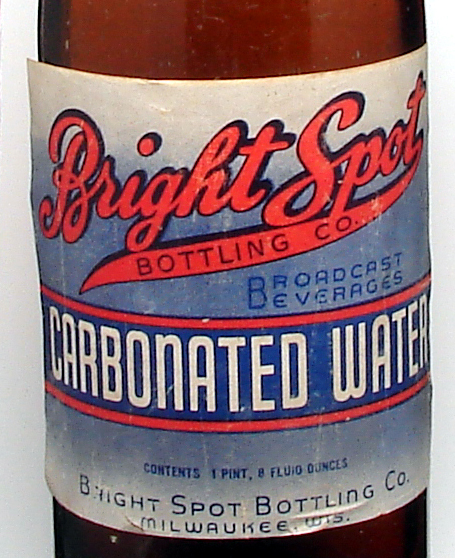 Bright Spot
BOTTLING CO.
BROADCAST
BEVERAGES
CARBONATED WATER
CONTENTS 1 PINT, 8 FLUID OUNCES
BRIGHT SPOT BOTTLING CO.
MILWAUKEE, WIS.